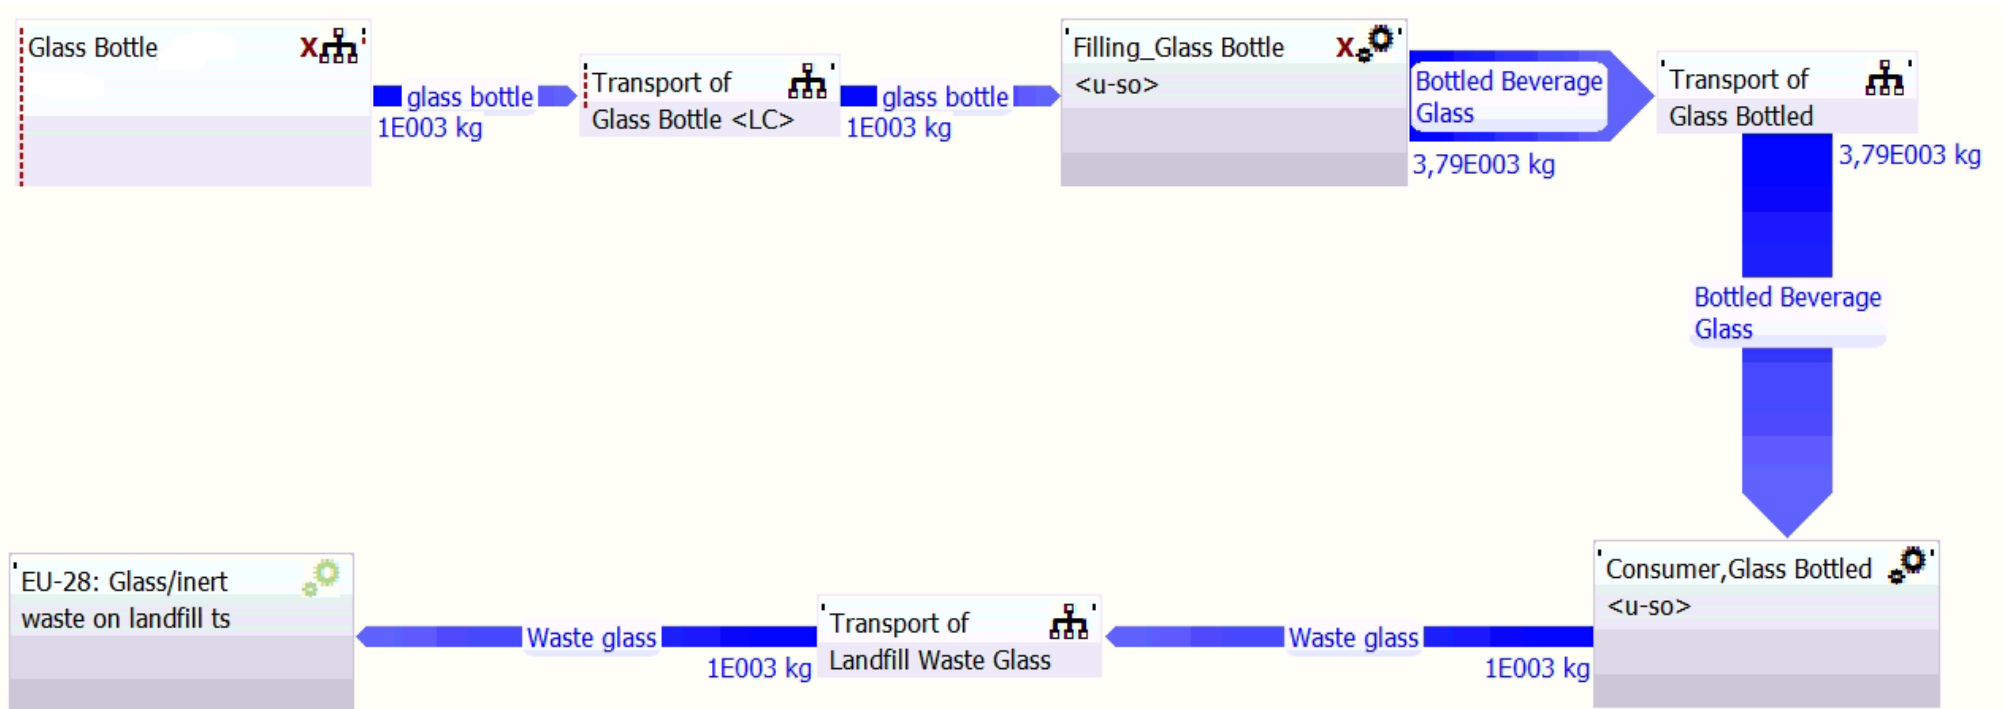 Glass Bottle X
glass bottle
1E003 kg
Transport of
Glass Bottle <LC>
glass bottle
1E003 kg
Filling_Glass Bottle X
<u-so>
Bottled Beverage
Glass
3,79E003 kg
Transport of
Glass Bottled
3,79E003 kg
Bottled Beverage
Glass
Consumer,Glass Bottled
<u-so>
Waste glass
1E003 kg
Transport of
Landfill Waste Glass
Waste glass
1E003 kg
EU-28: Glass/inert
waste on landfill ts